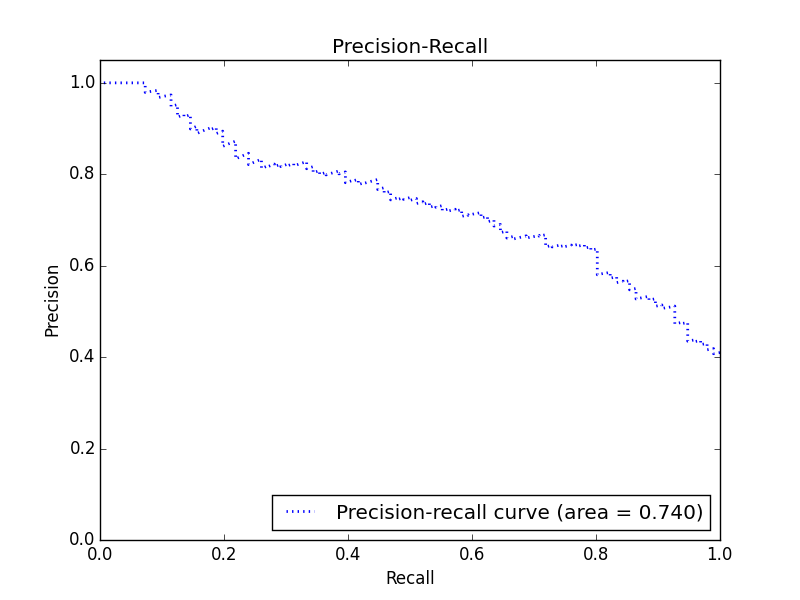 Precision-Recall
1.0
0.8
0.6
0.4
0.2
0.0
Precision
Precision-recall curve (area = 0.740)
0.0 0.2 0.4 0.6 0.8 1.0
Recall